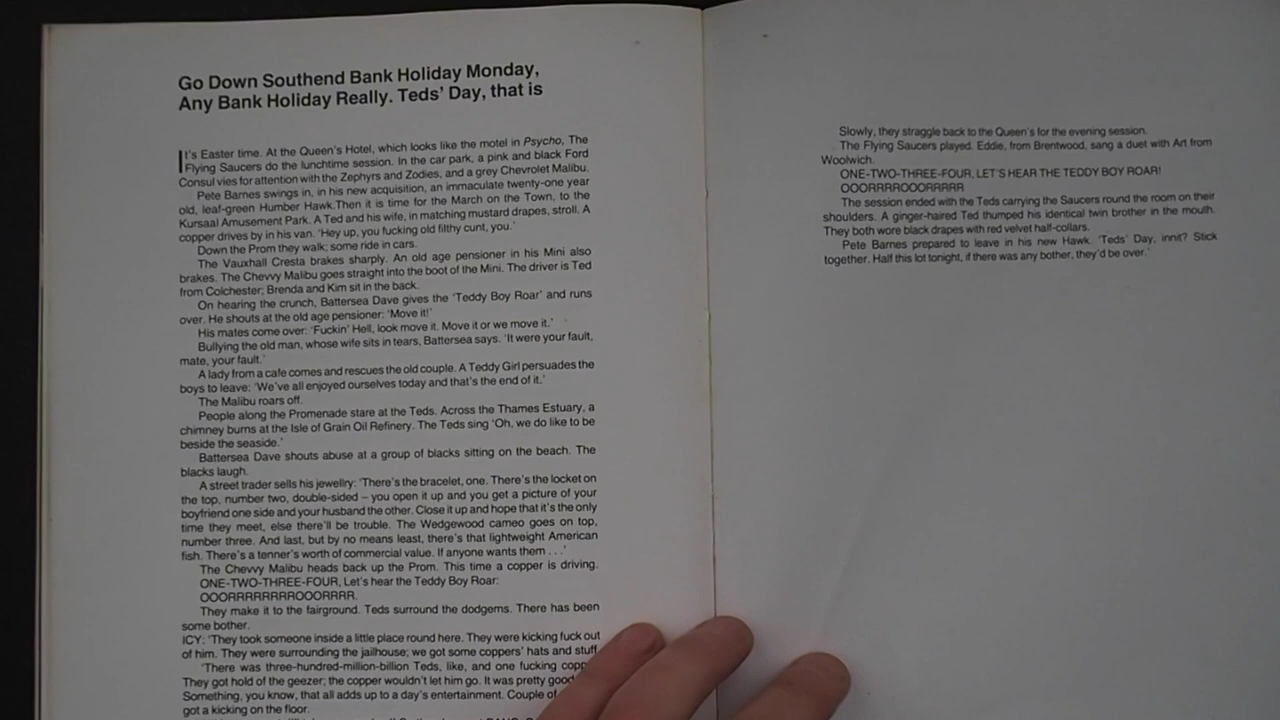 Go Down Southend Bank Holiday Monday,
Any Bank Holiday Really. Teds' Day, that is
It's Easter time. At the Queen's Hotel, which looks like the motel in Psycho, The
Flying Saucers do the lunchtime session. In the car park, a pink and black Ford
Consul vies for attention with the Zephyrs and Zodies, and a grey Chevrolet Malibu.
Pete Barnes swings in, in his new acquisition, an immaculate twenty-one year
old, leaf-green Humber Hawk.Then it is time for the March on the Town, to the
Kursaal Amusement Park. A Ted and his wife, in matching mustard drapes, stroll. A
copper drives by in his van. 'Hey up, you fucking old filthy cunt, you.'
Down the Prom they walk; some ride in cars.
The Vauxhall Cresta brakes sharply. An old age pensioner in his Mini also
brakes. The Chevvy Malibu goes straight into the boot of the Mini. The driver is Ted
from Colchester; Brenda and Kim sit in the back.
On hearing the crunch, Battersea Dave gives the 'Teddy Boy Roar' and runs
over. He shouts at the old age pensioner: 'Move it!'
His mates come over: 'Fuckin' Hell, look move it. Move it or we move it.'
Bullying the old man, whose wife sits in tears, Battersea says. 'It were your fault,
mate, your fault.'
A lady from a cafe comes and rescues the old couple. A Teddy Girl persuades the
boys to leave: 'We've all enjoyed ourselves today and that's the end of it.'
The Malibu roars off.
People along the Promenade stare at the Teds. Across the Thames Estuary, a
chimney burns at the Isle of Grain Oil Refinery. The Teds sing 'Oh, we do like to be
beside the seaside.'
Battersea Dave shouts abuse at a group of blacks sitting on the beach. The
blacks laugh.
A street trader sells his jewellry: 'There's the bracelet, one. There's the locket on
the top, number two, double-sided – you open it up and you get a picture of your
boyfriend one side and your husband the other. Close it up and hope that it's the only
time they meet, else there'll be trouble. The Wedgewood cameo goes on top,
number three. And last, but by no means least, there's that lightweight American
fish. There's a tenner's worth of commercial value. If anyone wants them . . .'
The Chevvy Malibu heads back up the Prom. This time a copper is driving.
ONE-TWO-THREE-FOUR, Let's hear the Teddy Boy Roar:
OOORRRRRRRROOORRRR.
They make it to the fairground. Teds surround the dodgems. There has been
some bother.
ICY: 'They took someone inside a little place round here. They were kicking fuck out
of him. They were surrounding the jailhouse; we got some coppers' hats and stuff.
'There was three-hundred-million-billion Teds, like, and one fucking
They got hold of the geezer; the copper wouldn't let him go. It was pretty good
Something, you know, that all adds up to a day's entertainment. Couple of
got a kicking on the floor.
Slowly, they straggle back to the Queen's for the evening session.
The Flying Saucers played. Eddie, from Brentwood, sang a duet with Art from
Woolwich.
ONE-TWO-THREE-FOUR, LET'S HEAR THE TEDDY BOY ROAR!
OOORRRROOORRRRR
The session ended with the Teds carrying the Saucers round the room on their
shoulders. A ginger-haired Ted thumped his identical twin brother in the mouth.
They both wore black drapes with red velvet half-collars.
Pete Barnes prepared to leave in his new Hawk. 'Teds' Day, innit? Stick
together. Half this lot tonight, if there was any bother, they'd be over.'